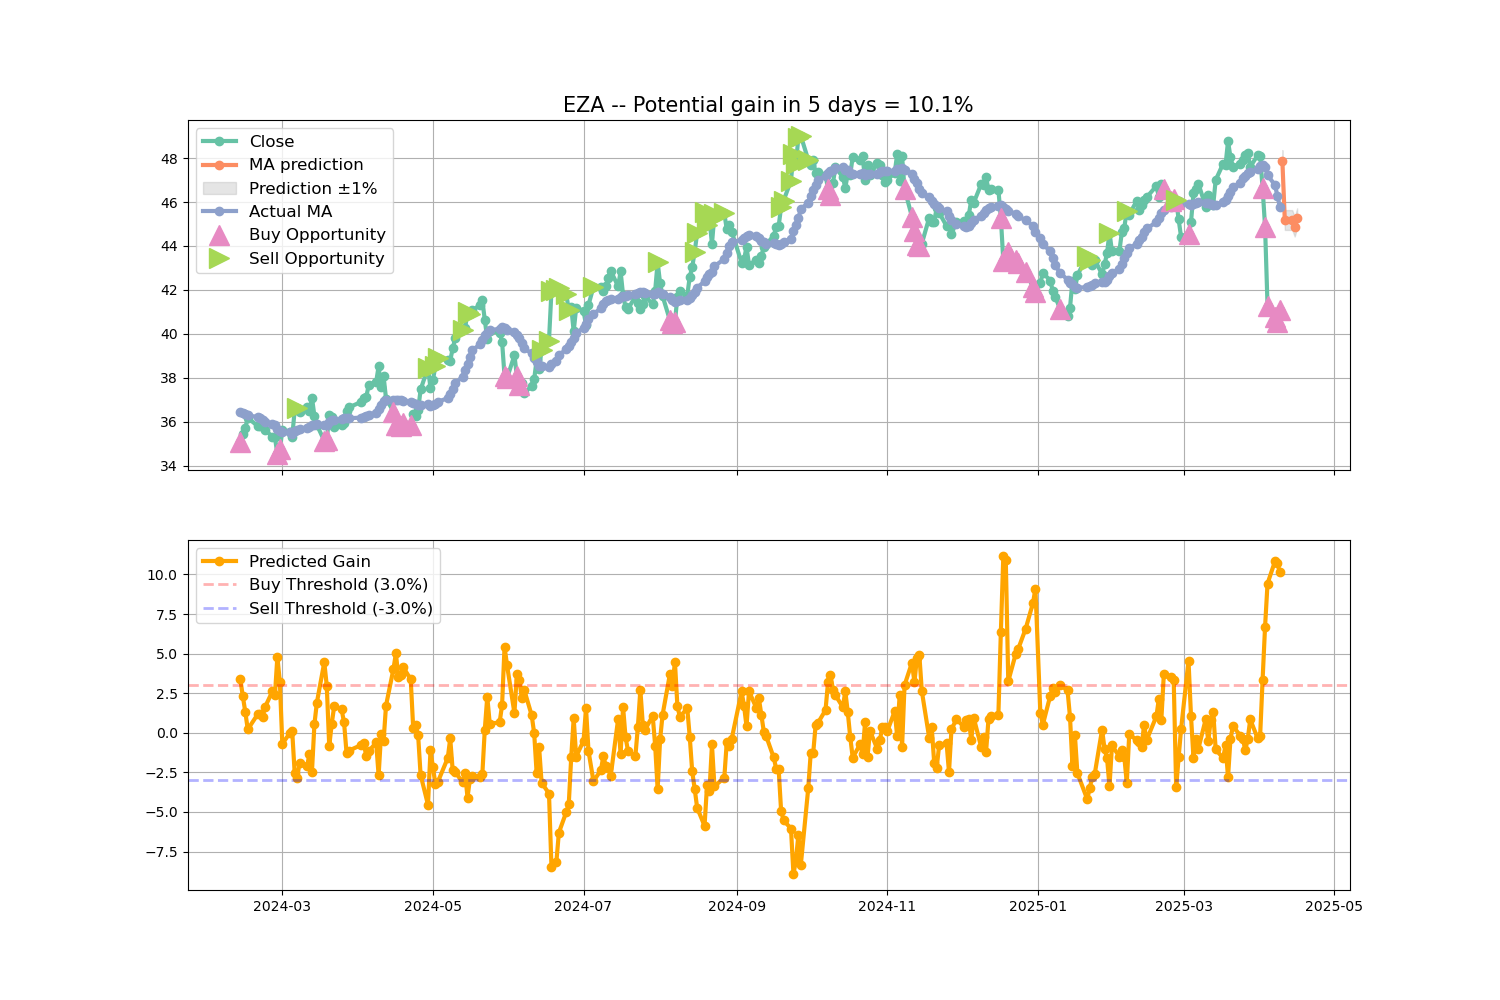 EZA -- Potential gain in 5 days = 10.1%
Close
MA prediction
Prediction ±1%
Actual MA
Buy Opportunity
Sell Opportunity
48
46
44
42
40
38
36
34
Predicted Gain
Buy Threshold (3.0%)
Sell Threshold (-3.0%)
10.0
7.5
5.0
2.5
0.0
−2.5
−5.0
−7.5
2024-03 2024-05 2024-07 2024-09 2024-11 2025-01 2025-03 2025-05